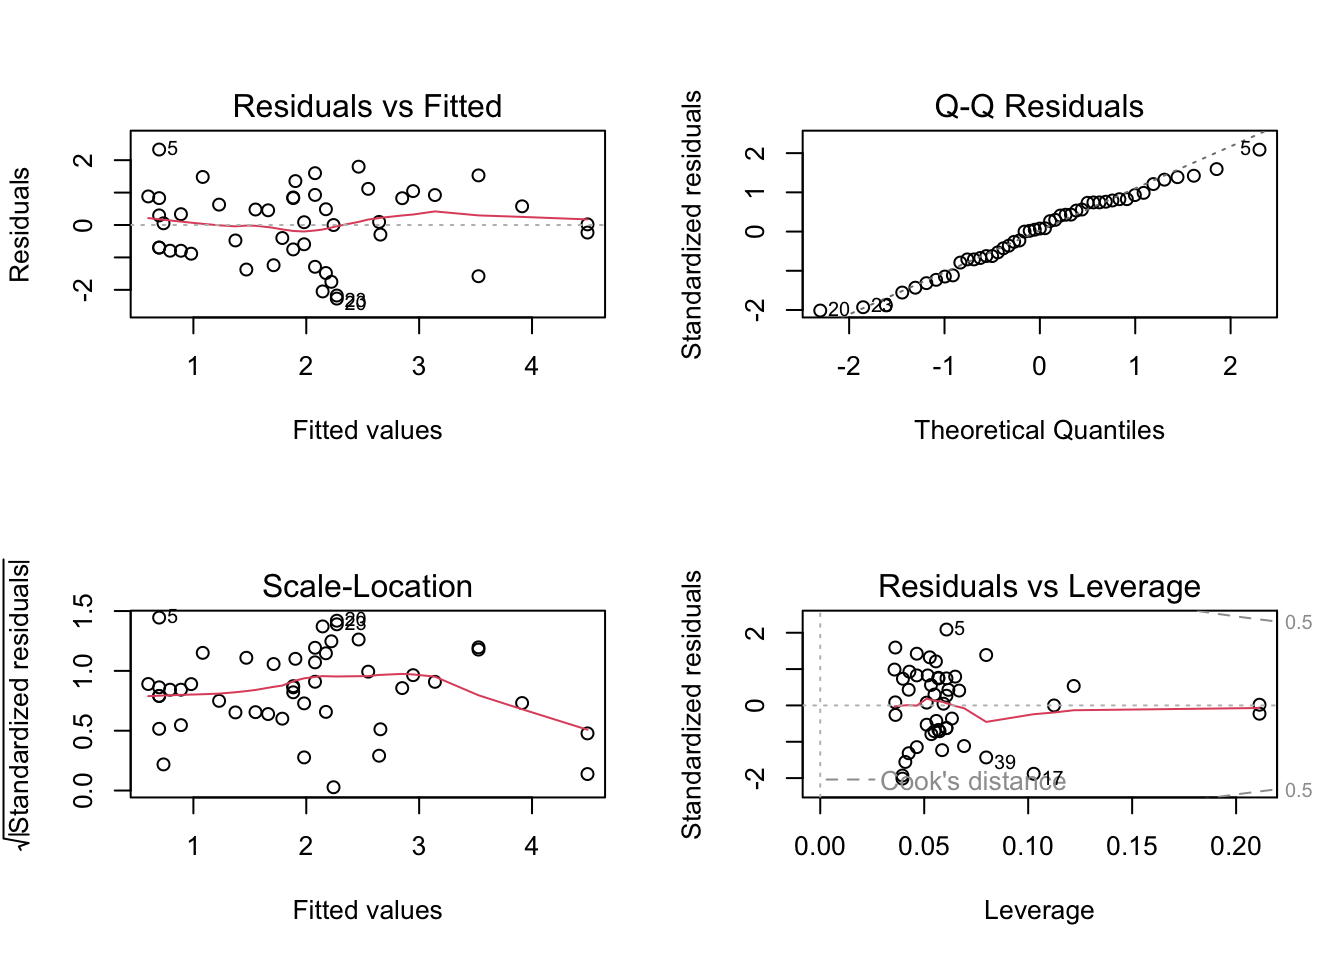 Residuals vs Fitted
Residuals
2
0
-2
5
23
20
1 2 3 4
Fitted values
Q-Q Residuals
Standardized residuals
2
1
0
-2
5
20
23
-2 -1 0 1 2
Theoretical Quantiles
Scale-Location
√|Standardized residuals|
1.5
1.0
0.5
0.0
5
20
23
1 2 3 4
Fitted values
Residuals vs Leverage
Standardized residuals
2
0
-2
0.5
5
39
17
Cook's distance
0.5
0.00 0.05 0.10 0.15 0.20
Leverage